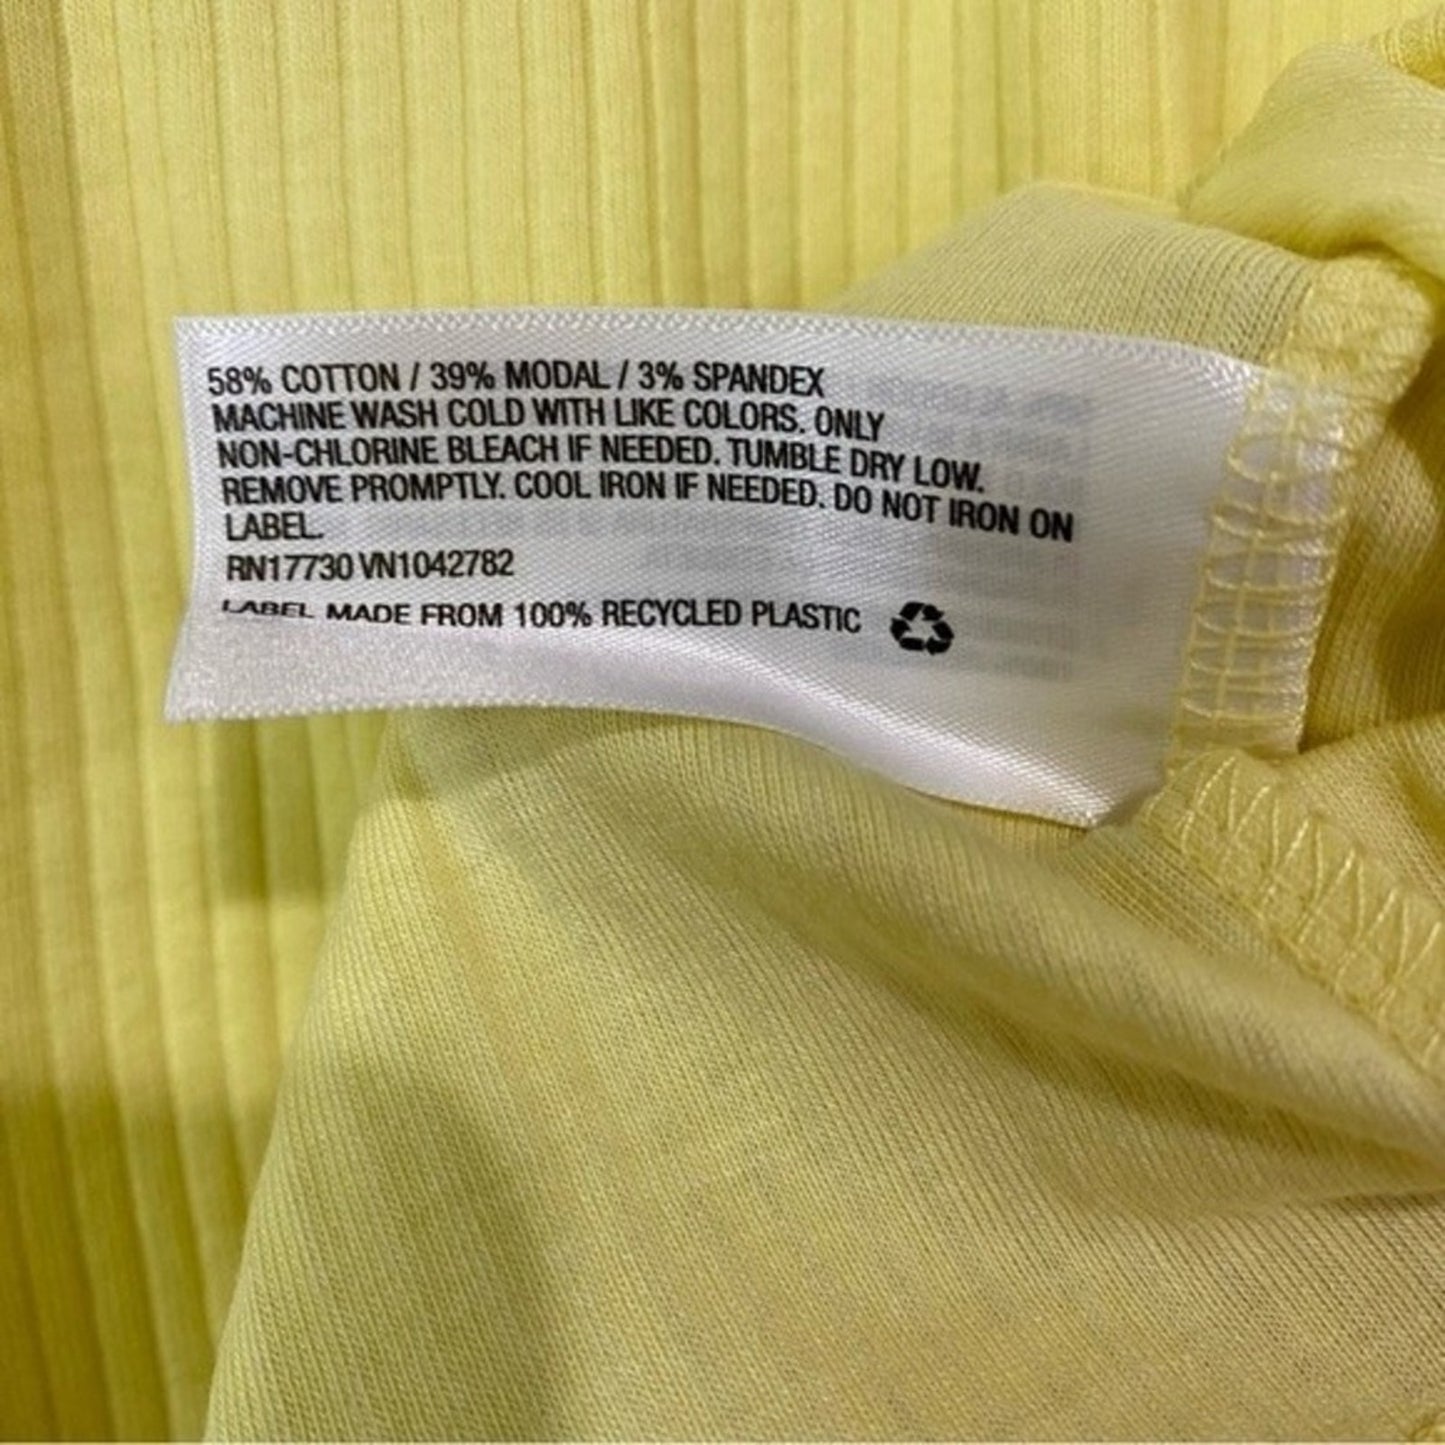 58% COTTON / 39% MODAL / 3% SPANDEX
MACHINE WASH COLD WITH LIKE COLORS. ONLY
NON-CHLORINE BLEACH IF NEEDED. TUMBLE DRY LOW.
REMOVE PROMPTLY. COOL IRON IF NEEDED. DO NOT IRON ON
LABEL.
RN17730 VN1042782
LABEL MADE FROM 100% RECYCLED PLASTIC